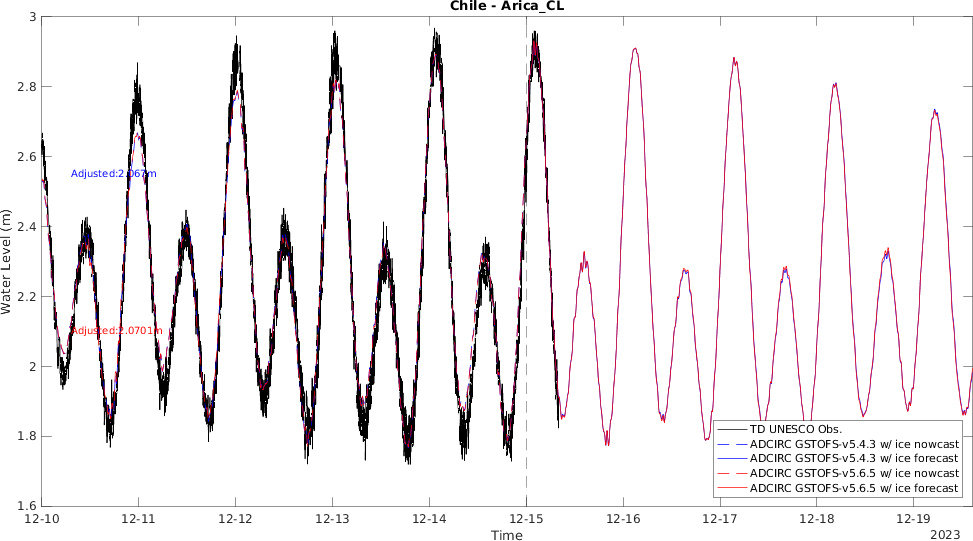 Chile - Arica_CL
3
2.8
2.6
2.4
2.2
2
1.8
1.6
Water Level (m)
Adjusted:2.067m
Adjusted:2.0701m
TD UNESCO Obs.
ADCIRC GSTOFS-v5.4.3 w/ ice nowcast
ADCIRC GSTOFS-v5.4.3 w/ ice forecast
ADCIRC GSTOFS-v5.6.5 w/ ice nowcast
ADCIRC GSTOFS-v5.6.5 w/ ice forecast
12-10 12-11 12-12 12-13 12-14 12-15 12-16 12-17 12-18 12-19
Time
2023